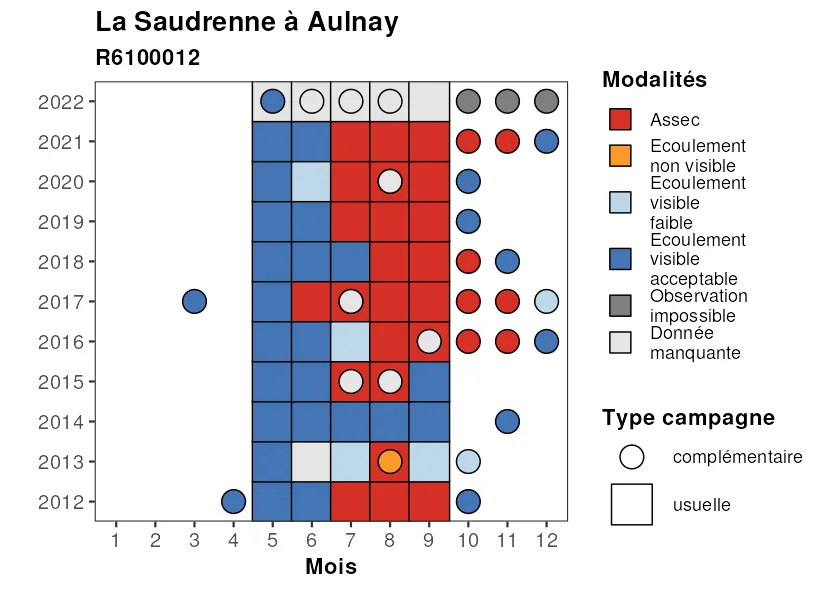 La Saudrenne à Aulnay
R6100012
2022
2021
2020
2019
2018
2017
2016
2015
2014
2013
2012
1 2 3 4 5 6 7 8 9 10 11 12
Mois
Modalités
Assec
Ecoulement
non visible
Ecoulement
visible
faible
Ecoulement
visible
acceptable
Observation
impossible
Donnée
manquante
Type campagne
complémentaire
usuelle